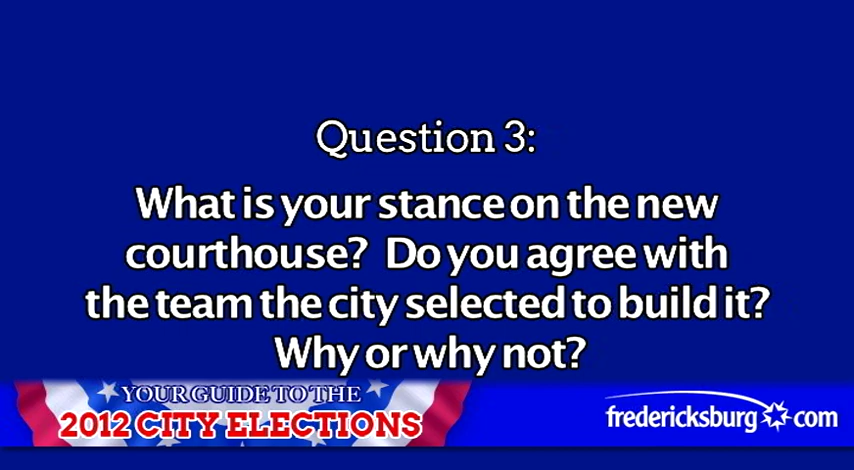 Question 3:
What is your stance on the new
courthouse? Do you agree with
the team the city selected to build it?
Why or why not?
YOUR GUIDE TO THE
2012 CITY ELECTIONS
fredericksburg.com